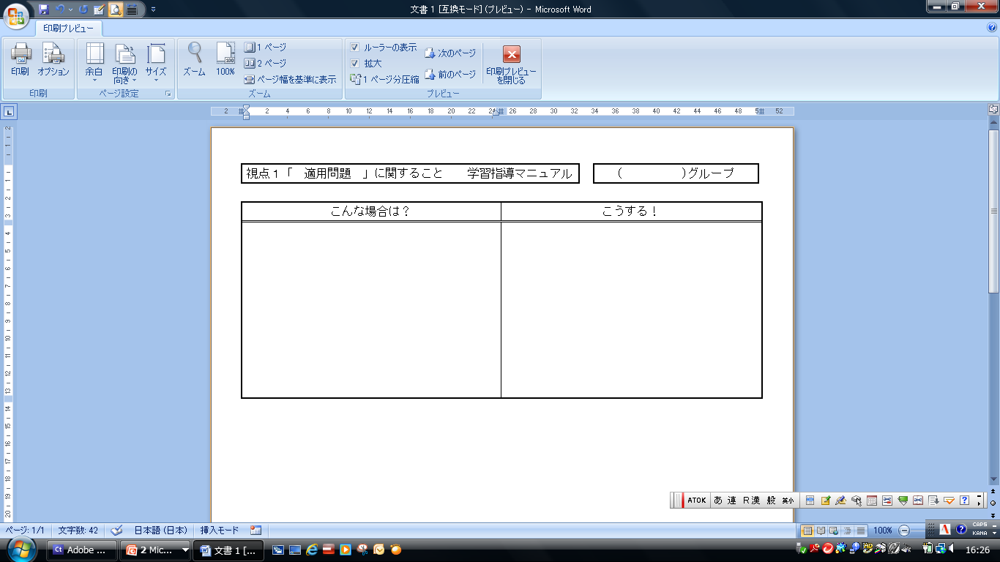 文書 1 [互換モード] (プレビュー) - Microsoft Word
印刷プレビュー
印刷 オプション 余白 印刷の向き サイズ ズーム 100% 1 ページ 2 ページ ページ幅を基準に表示 ルーラーの表示 拡大 1 ページ分圧縮 次のページ 前のページ 印刷プレビューを閉じる
印刷 ページ設定 ズーム プレビュー
2 2 4 6 8 10 12 14 16 18 20 22 24 26 28 30 32 34 36 38 40 42 44 46 48 52
視点１「　適用問題　」に関すること　　学習指導マニュアル
（　　　　　）グループ
こんな場合は？
こうする！
ATOK あ 連 R漢 般 英小
ページ: 1/1 文字数: 42 日本語 (日本) 挿入モード 100% CAPS KANA
Adobe ... 2 Mic... 文書 1 [... 16:26